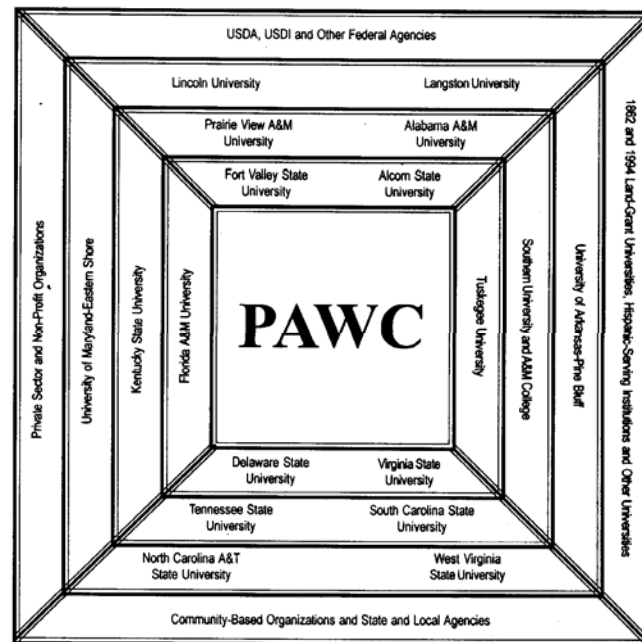 USDA, USDI and Other Federal Agencies
Lincoln University
Langston University
Prairie View A&M
University
Alabama A&M
University
Fort Valley State
University
Alcorn State
University
Private Sector and Non-Profit Organizations
University of Maryland-Eastern Shore
Kentucky State University
Florida A&M University
PAWC
Tuskegee University
Southern University and A&M College
University of Arkansas-Pine Bluff
1862 and 1994 Land-Grant Universities, Hispanic-Serving Institutions and Other Universities
Delaware State
University
Virginia State
University
Tennessee State
University
South Carolina State
University
North Carolina A&T
State University
West Virginia
State University
Community-Based Organizations and State and Local Agencies